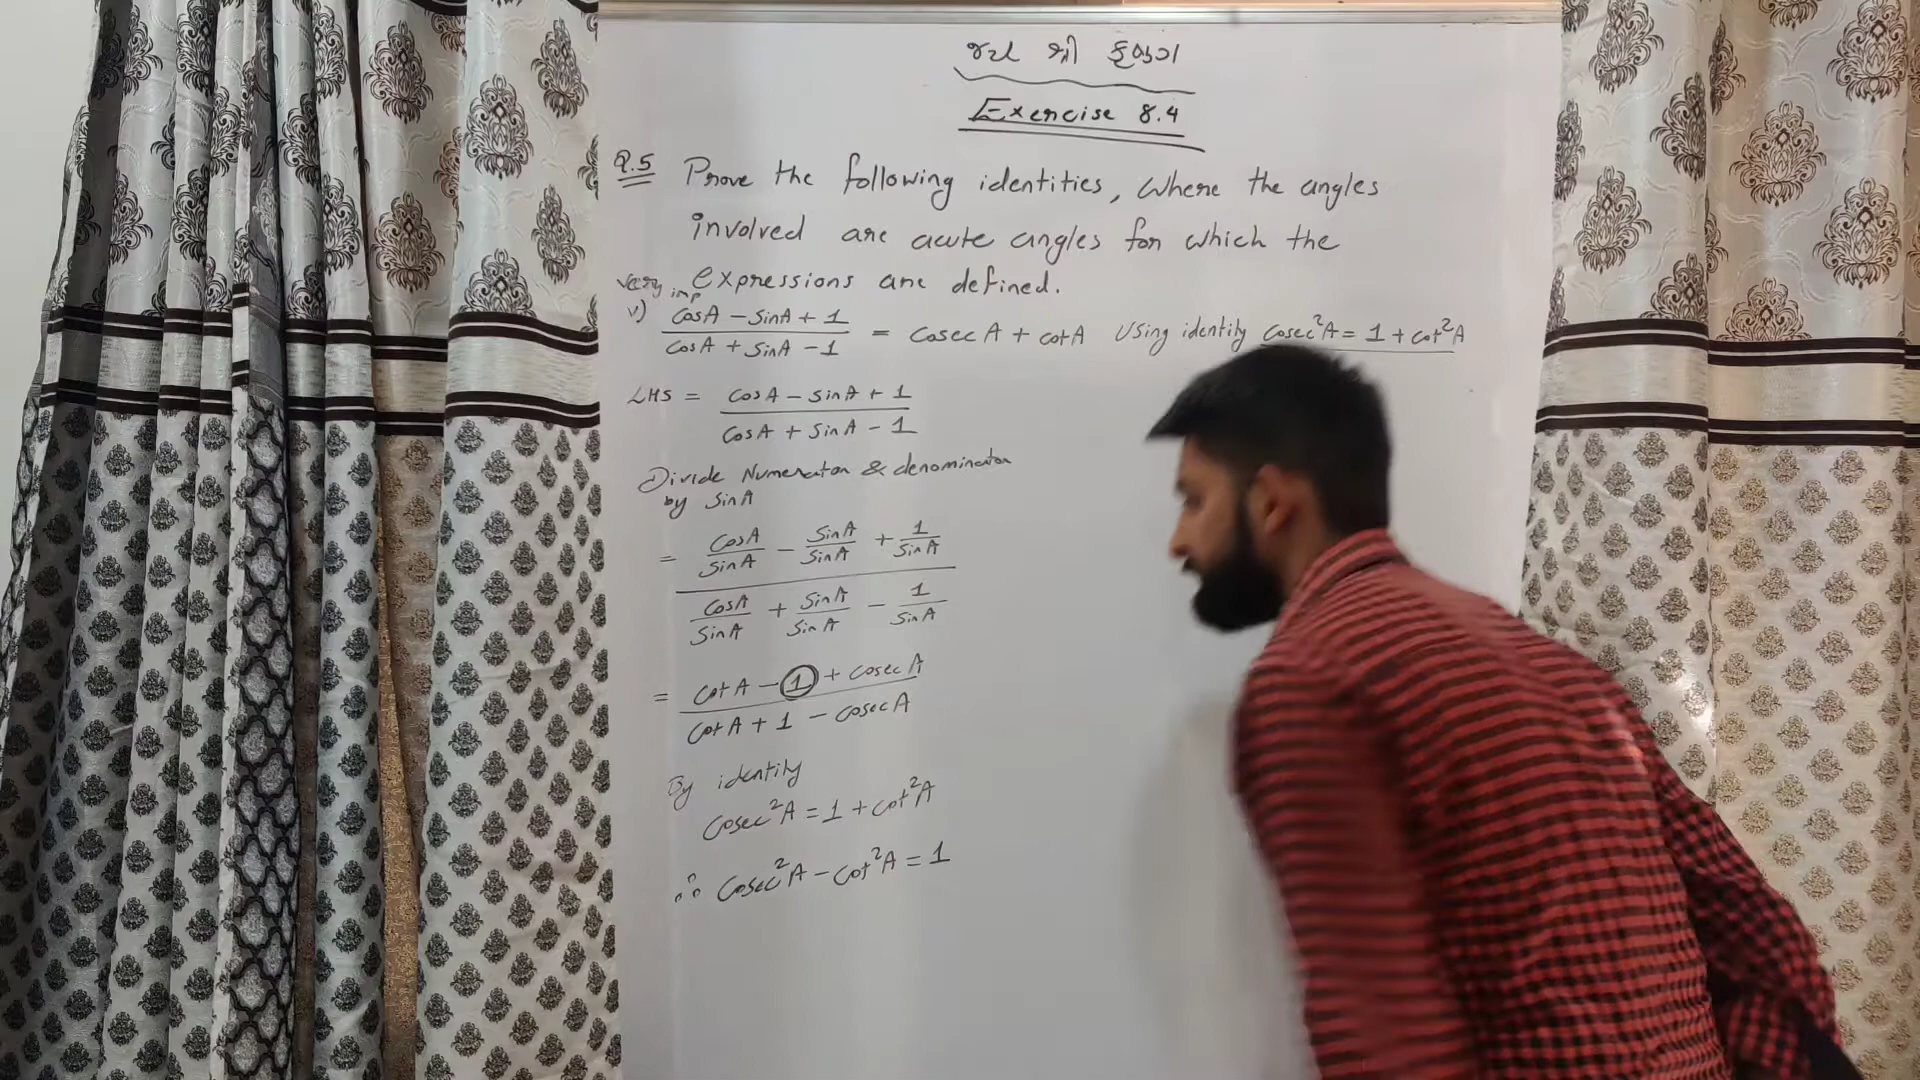 જય શ્રી કૃષ્ણ
Exercise 8.4
Q.5 Prove the following identities, where the angles
involved are acute angles for which the
expressions are defined.
very imp
v) CosA - SinA + 1 / CosA + SinA - 1 = CosecA + cotA Using identity Cosec²A = 1 + cot²A
LHS = CosA - SinA + 1 / CosA + SinA - 1
Divide Numerator & denominator
by SinA
= CosA/SinA - SinA/SinA + 1/SinA
CosA/SinA + SinA/SinA - 1/SinA
= cotA - 1 + cosecA
cotA + 1 - cosecA
By identity
Cosec²A = 1 + cot²A
∴ Cosec²A - cot²A = 1